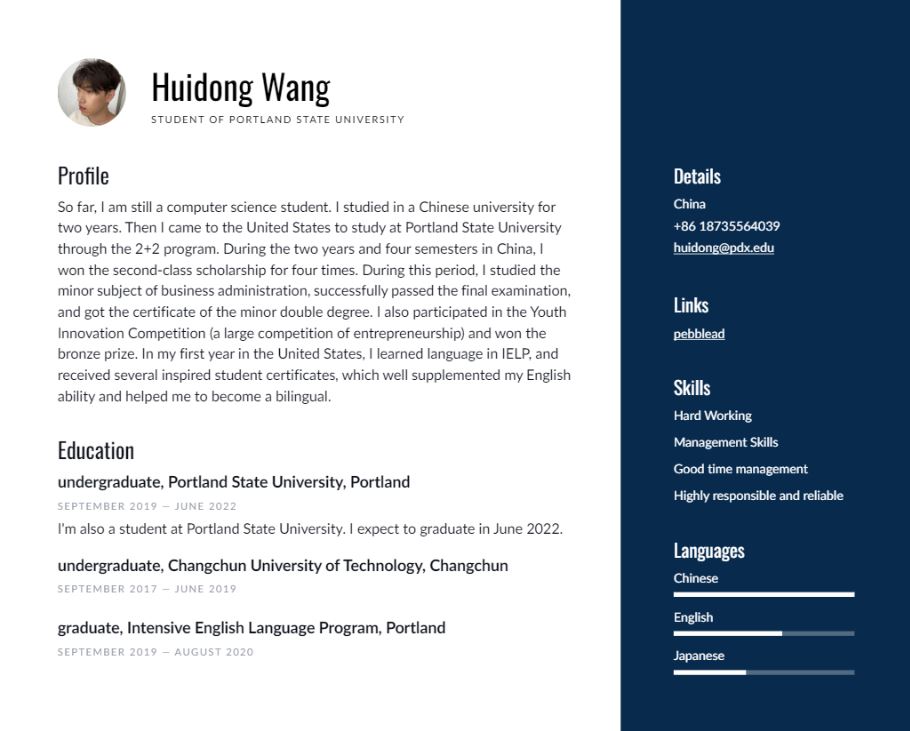 Huidong Wang
STUDENT OF PORTLAND STATE UNIVERSITY
Profile
So far, I am still a computer science student. I studied in a Chinese university for
two years. Then I came to the United States to study at Portland State University
through the 2+2 program. During the two years and four semesters in China, I
won the second-class scholarship for four times. During this period, I studied the
minor subject of business administration, successfully passed the final examination,
and got the certificate of the minor double degree. I also participated in the Youth
Innovation Competition (a large competition of entrepreneurship) and won the
bronze prize. In my first year in the United States, I learned language in IELP, and
received several inspired student certificates, which well supplemented my English
ability and helped me to become a bilingual.
Education
undergraduate, Portland State University, Portland
SEPTEMBER 2019 — JUNE 2022
I'm also a student at Portland State University. I expect to graduate in June 2022.
undergraduate, Changchun University of Technology, Changchun
SEPTEMBER 2017 — JUNE 2019
graduate, Intensive English Language Program, Portland
SEPTEMBER 2019 — AUGUST 2020
Details
China
+86 18735564039
huidong@pdx.edu
Links
pebblead
Skills
Hard Working
Management Skills
Good time management
Highly responsible and reliable
Languages
Chinese
English
Japanese